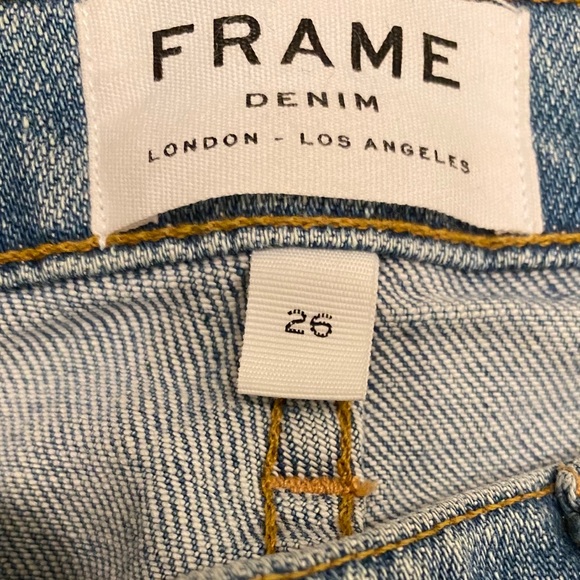 FRAME
DENIM
LONDON - LOS ANGELES
26